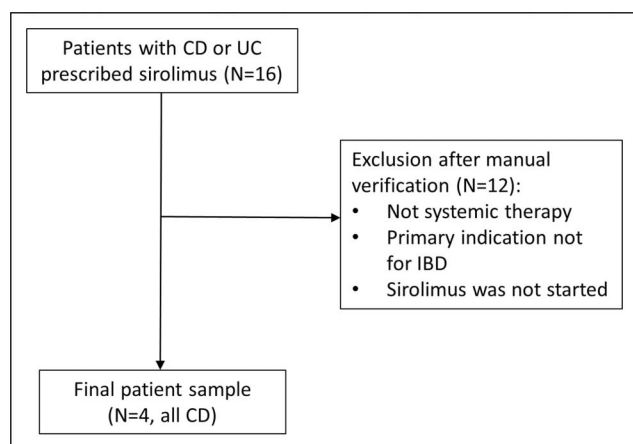 Patients with CD or UC
prescribed sirolimus (N=16)
Exclusion after manual
verification (N=12):
• Not systemic therapy
• Primary indication not
for IBD
• Sirolimus was not started
Final patient sample
(N=4, all CD)